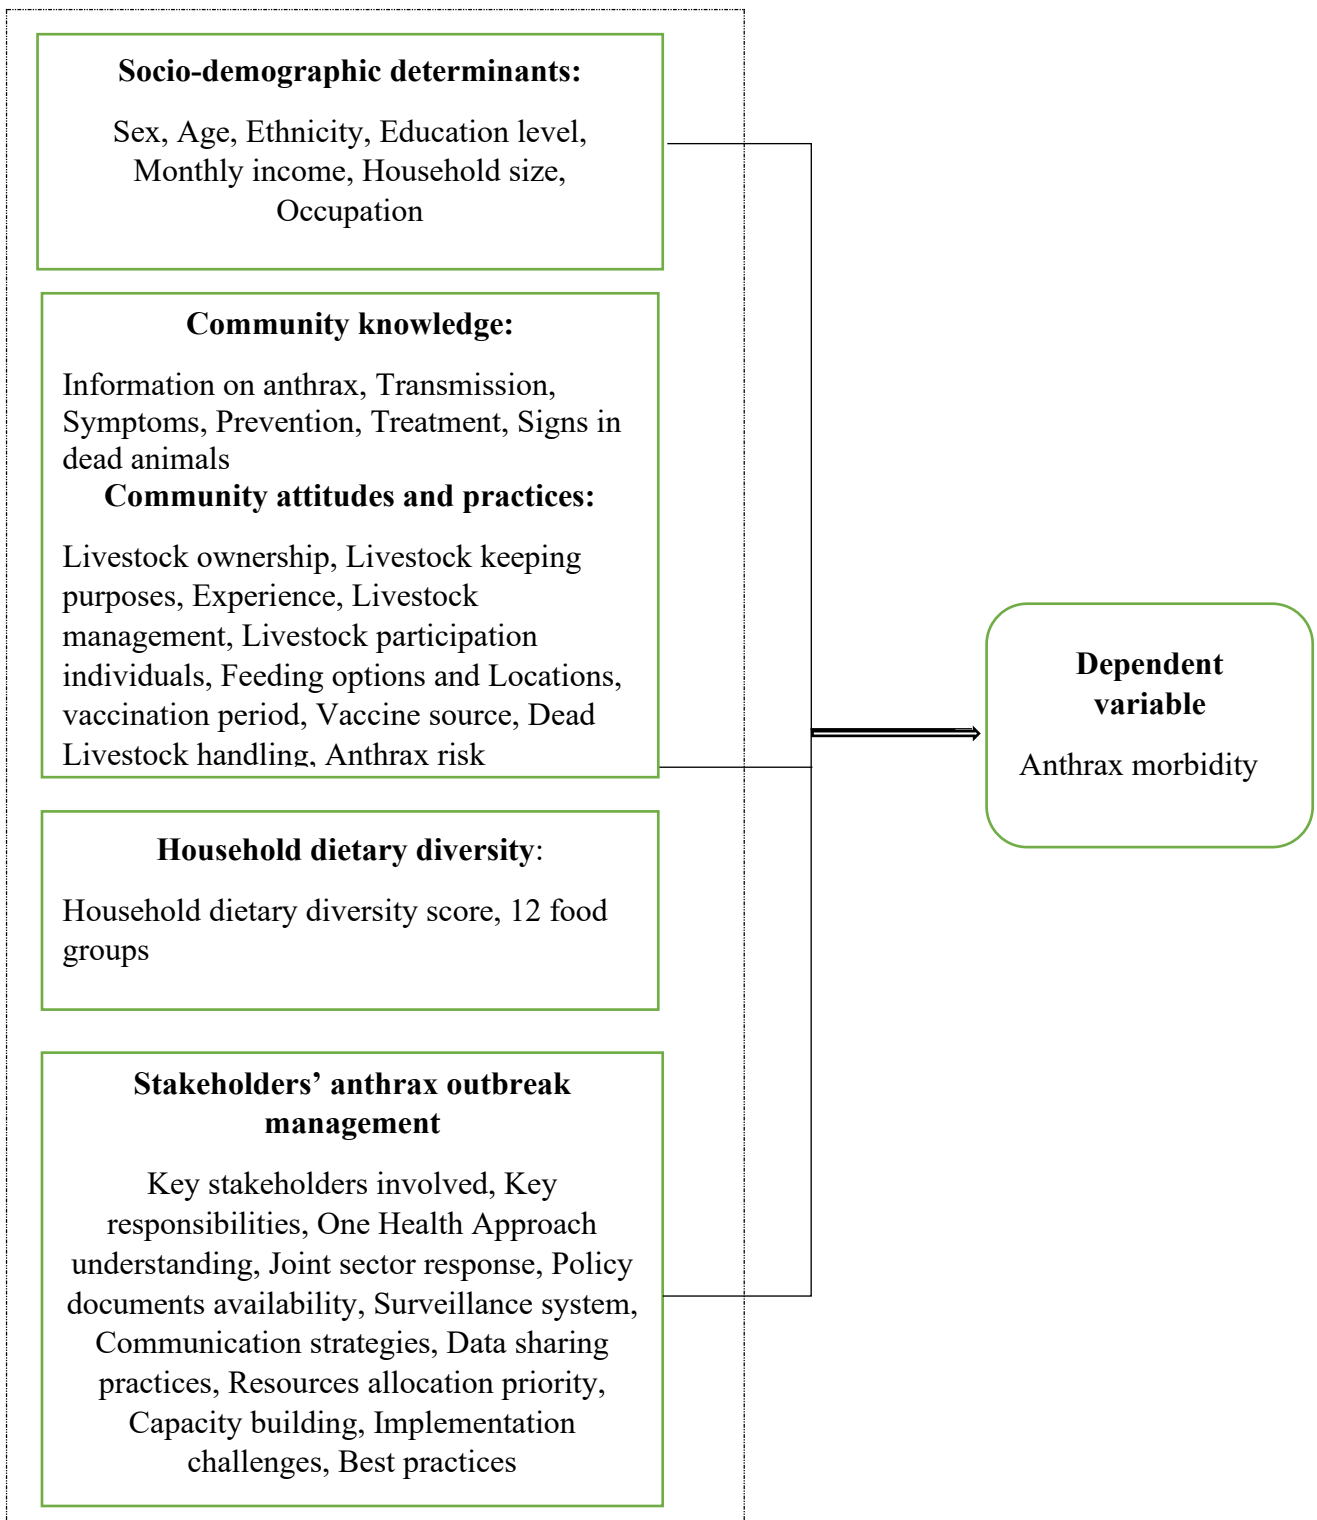 Socio-demographic determinants:
Sex, Age, Ethnicity, Education level,
Monthly income, Household size,
Occupation
Community knowledge:
Information on anthrax, Transmission,
Symptoms, Prevention, Treatment, Signs in
dead animals
Community attitudes and practices:
Livestock ownership, Livestock keeping
purposes, Experience, Livestock
management, Livestock participation
individuals, Feeding options and Locations,
vaccination period, Vaccine source, Dead
Livestock handling, Anthrax risk
Household dietary diversity:
Household dietary diversity score, 12 food
groups
Stakeholders’ anthrax outbreak
management
Key stakeholders involved, Key
responsibilities, One Health Approach
understanding, Joint sector response, Policy
documents availability, Surveillance system,
Communication strategies, Data sharing
practices, Resources allocation priority,
Capacity building, Implementation
challenges, Best practices
Dependent
variable
Anthrax morbidity